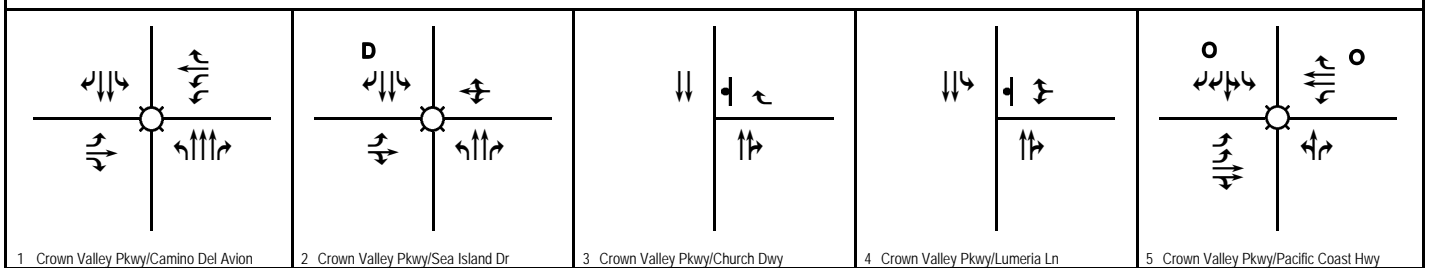 D
O
O
1 Crown Valley Pkwy/Camino Del Avion
2 Crown Valley Pkwy/Sea Island Dr
3 Crown Valley Pkwy/Church Dwy
4 Crown Valley Pkwy/Lumeria Ln
5 Crown Valley Pkwy/Pacific Coast Hwy